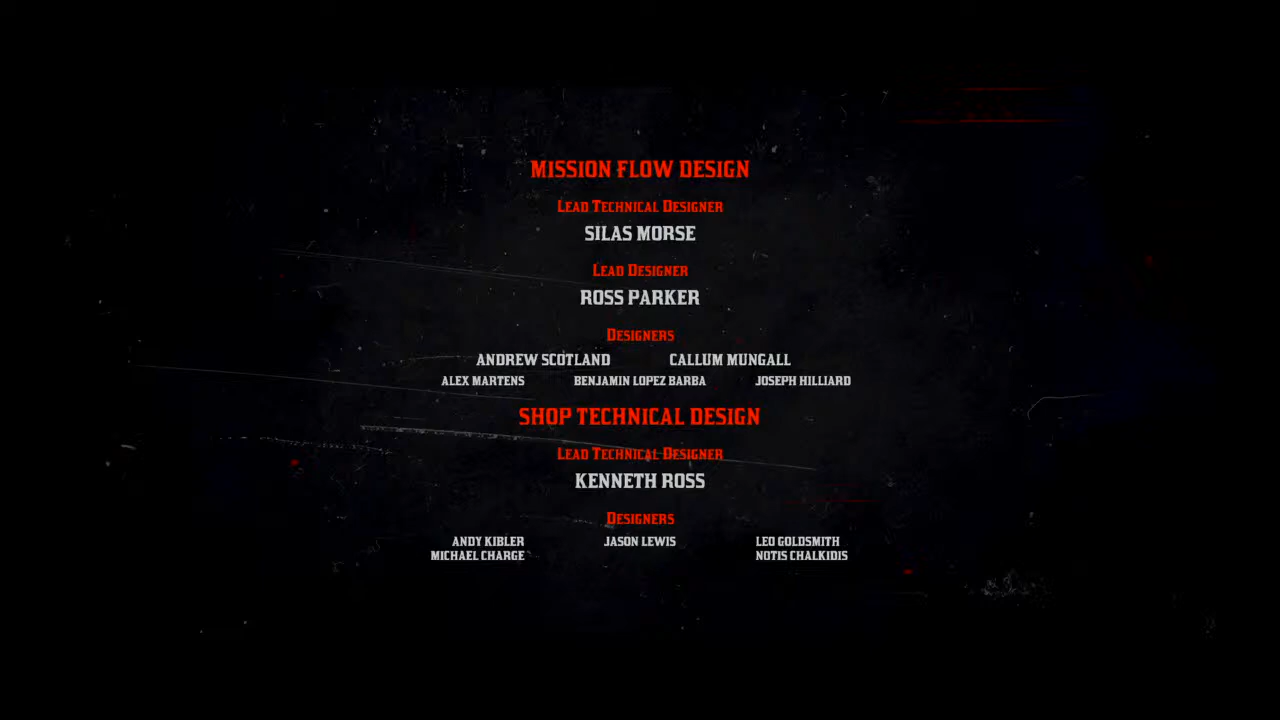 MISSION FLOW DESIGN
LEAD TECHNICAL DESIGNER
SILAS MORSE
LEAD DESIGNER
ROSS PARKER
DESIGNERS
ANDREW SCOTLAND CALLUM MUNGALL
ALEX MARTENS BENJAMIN LOPEZ BARBA JOSEPH HILLIARD
SHOP TECHNICAL DESIGN
LEAD TECHNICAL DESIGNER
KENNETH ROSS
DESIGNERS
ANDY KIBLER JASON LEWIS LEO GOLDSMITH
MICHAEL CHARGE NOTIS CHALKIDIS